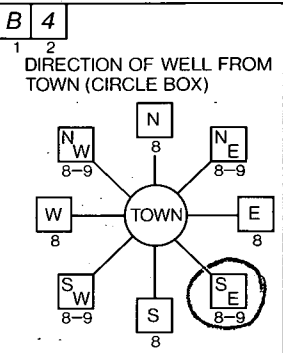 B 4
1 2
DIRECTION OF WELL FROM
TOWN (CIRCLE BOX)
N
8
NW
8-9
NE
8-9
W
8
TOWN
E
8
SW
8-9
S
8
SE
8-9